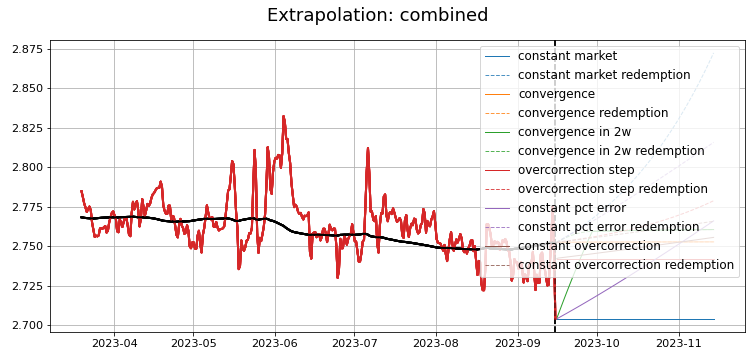 Extrapolation: combined
2.875
2.850
2.825
2.800
2.775
2.750
2.725
2.700
constant market
constant market redemption
convergence
convergence redemption
convergence in 2w
convergence in 2w redemption
overcorrection step
overcorrection step redemption
constant pct error
constant pct error redemption
constant overcorrection
constant overcorrection redemption
2023-04 2023-05 2023-06 2023-07 2023-08 2023-09 2023-10 2023-11